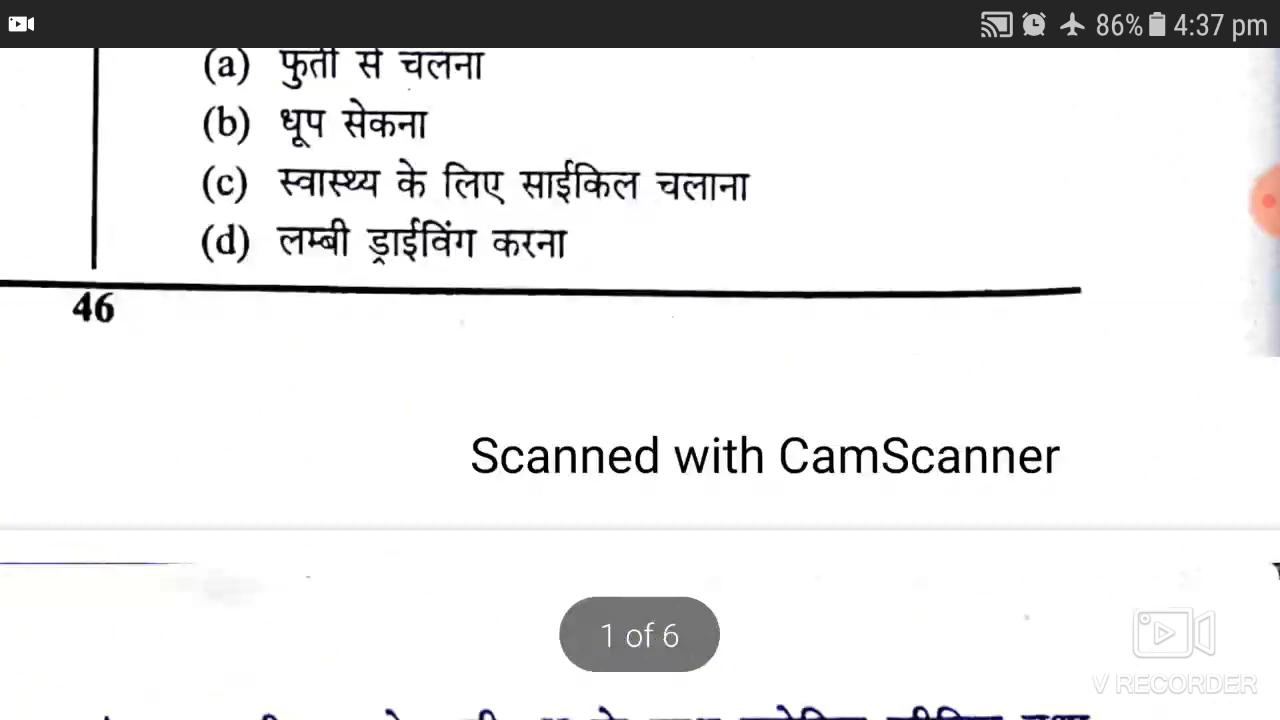 86% 4:37 pm
(a) फुर्ती से चलना
(b) धूप सेकना
(c) स्वास्थ्य के लिए साईकिल चलाना
(d) लम्बी ड्राईविंग करना
46
Scanned with CamScanner
1 of 6
V RECORDER